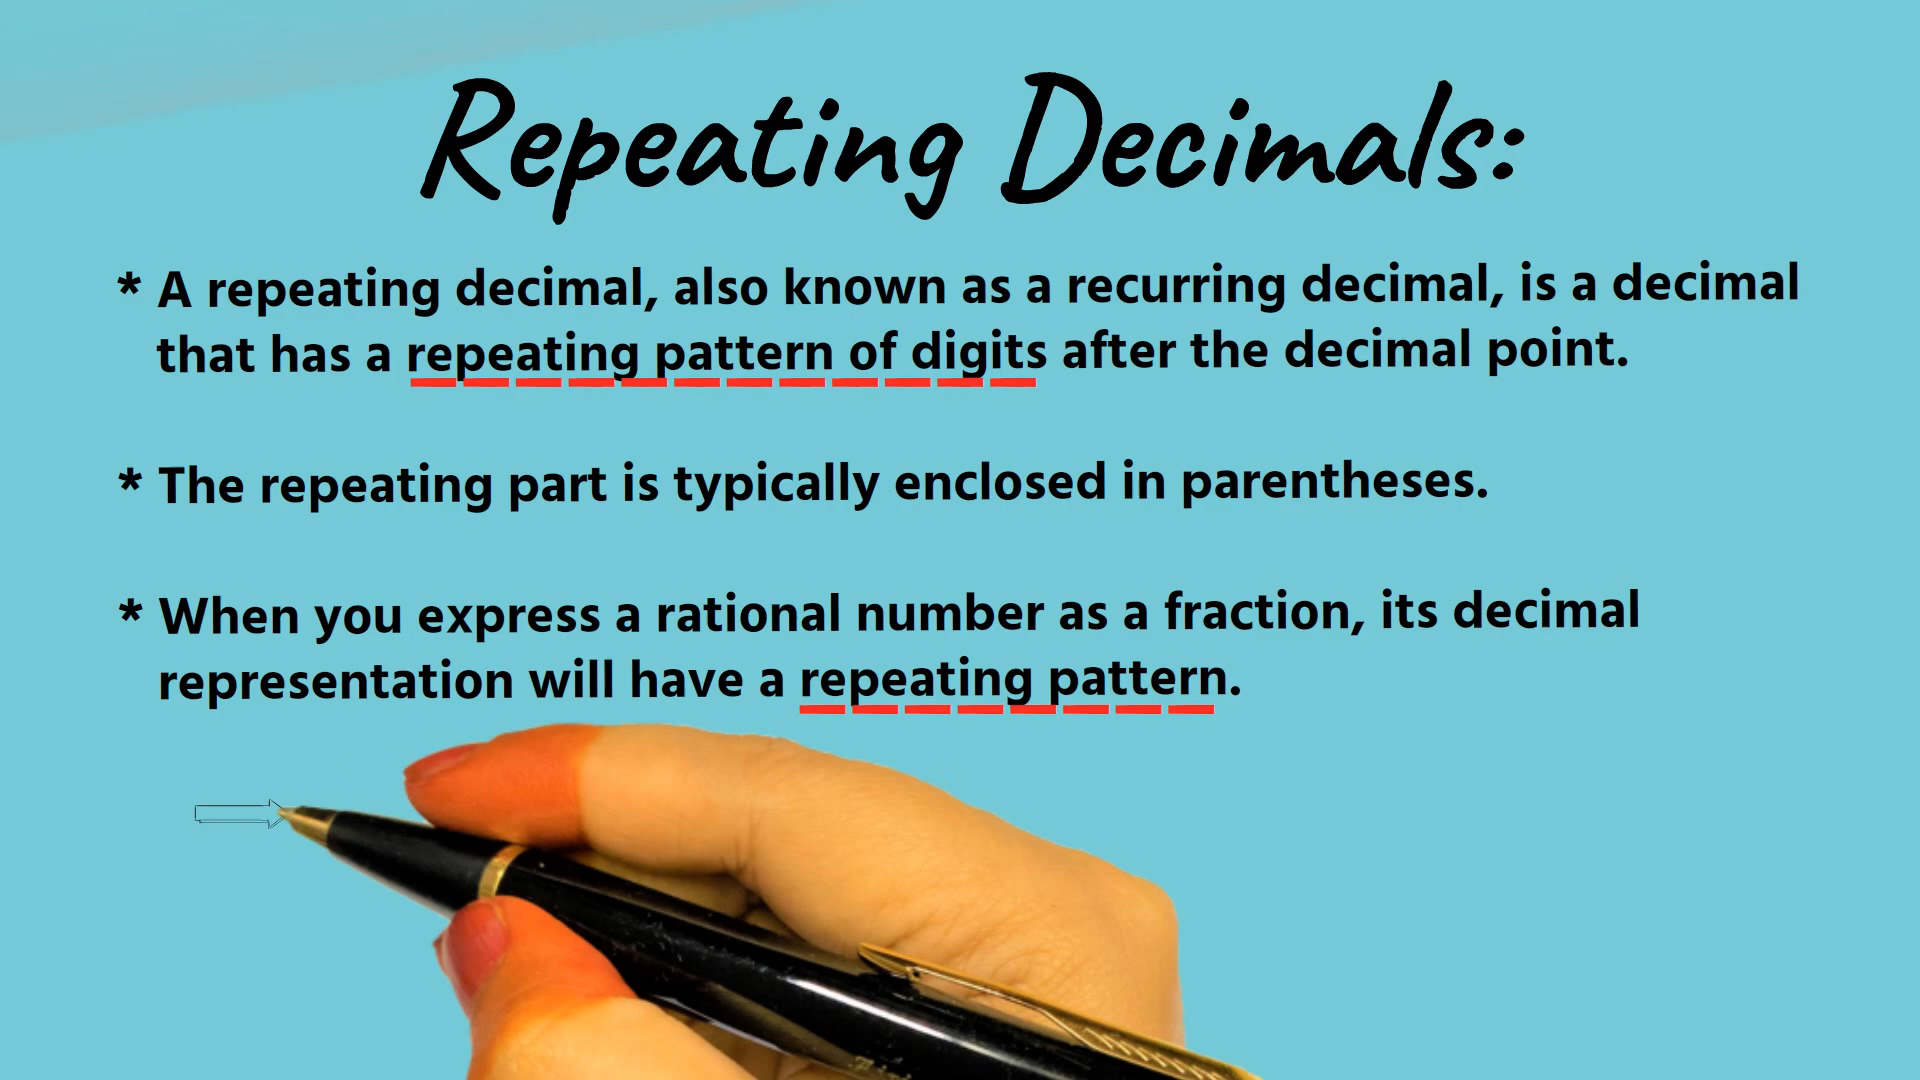 Repeating Decimals:
* A repeating decimal, also known as a recurring decimal, is a decimal
that has a repeating pattern of digits after the decimal point.
* The repeating part is typically enclosed in parentheses.
* When you express a rational number as a fraction, its decimal
representation will have a repeating pattern.